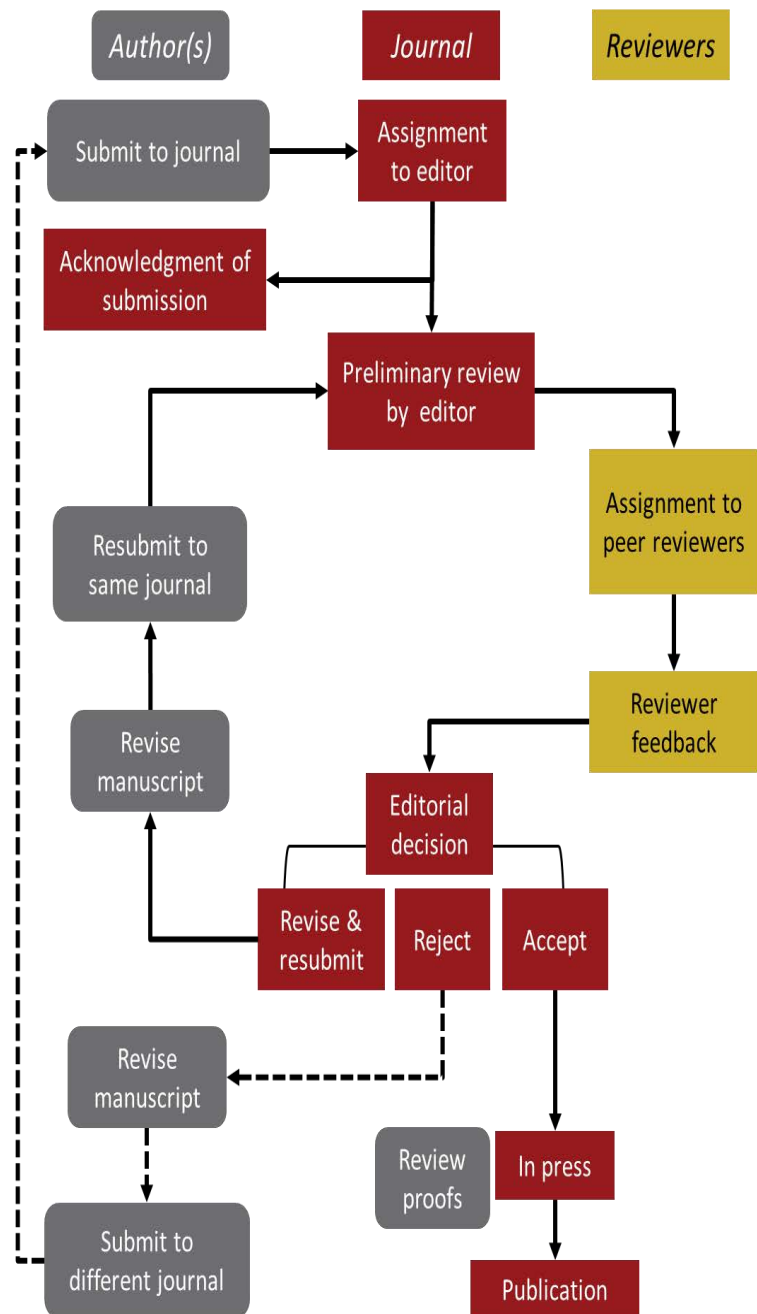 Author(s)
Journal
Reviewers
Submit to journal
Assignment
to editor
Acknowledgment of
submission
Preliminary review
by editor
Assignment to
peer reviewers
Resubmit to
same journal
Reviewer
feedback
Revise
manuscript
Editorial
decision
Revise &
resubmit
Reject
Accept
Revise
manuscript
Review
proofs
In press
Submit to
different journal
Publication